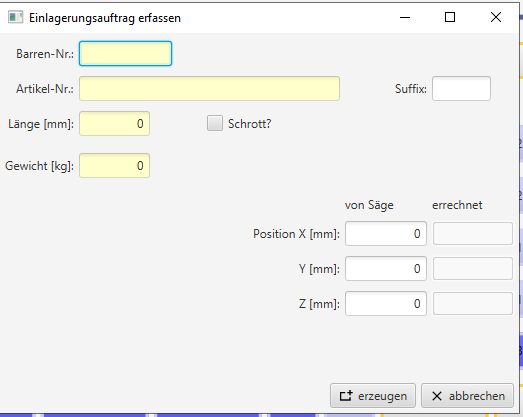 Einlagerungsauftrag erfassen
Barren-Nr.:
Artikel-Nr.: Suffix:
Länge [mm]: 0 Schrott?
Gewicht [kg]: 0
von Säge errechnet
Position X [mm]: 0
Y [mm]: 0
Z [mm]: 0
erzeugen abbrechen